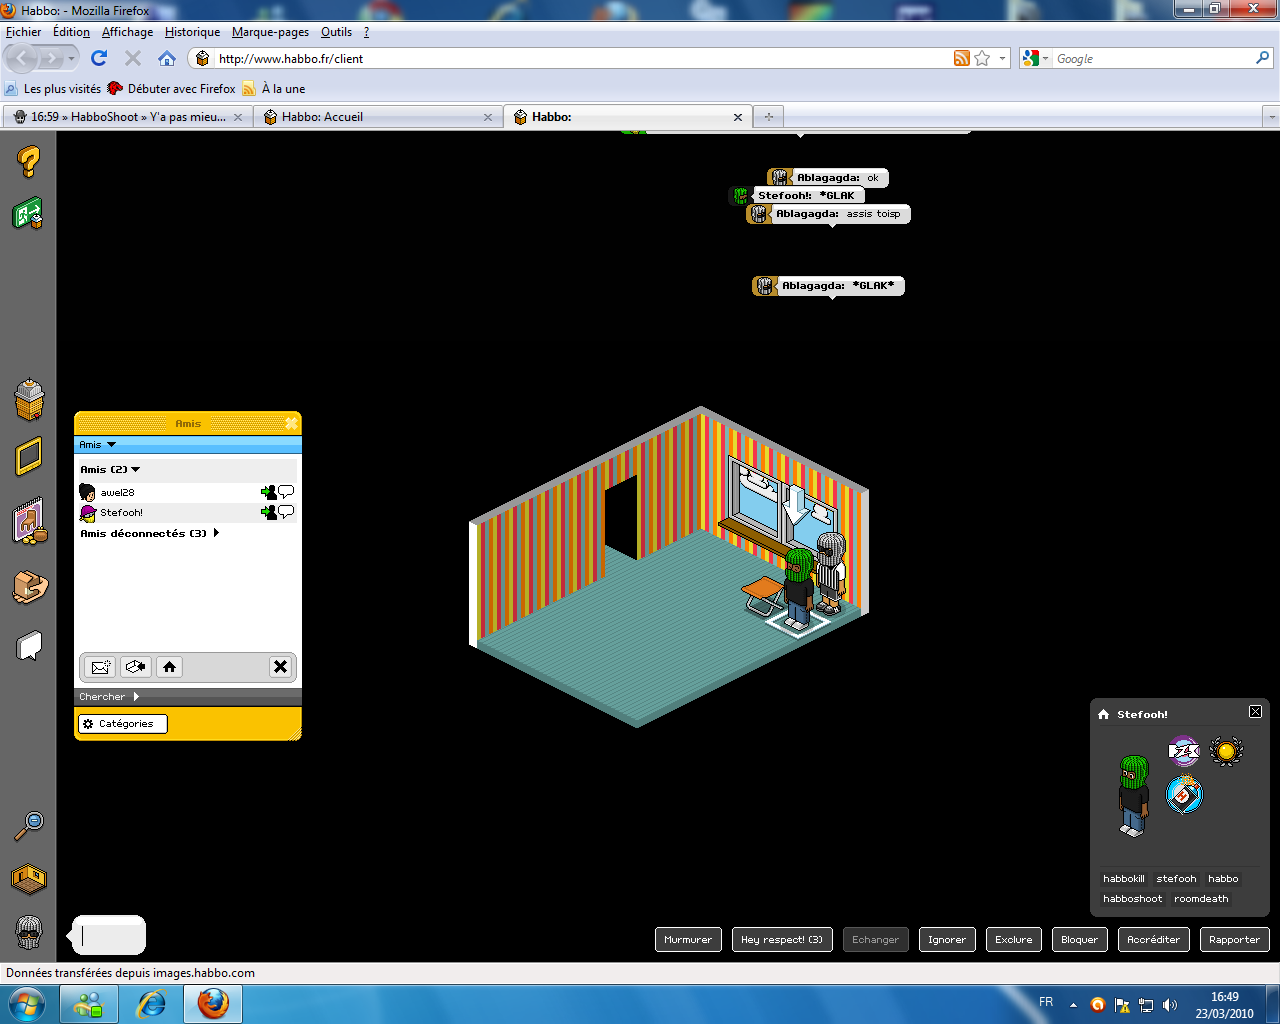 Habbo: - Mozilla Firefox
Fichier Édition Affichage Historique Marque-pages Outils ?
http://www.habbo.fr/client
Google
Les plus visités Débuter avec Firefox À la une
16:59 » HabboShoot » Y'a pas mieu... Habbo: Accueil Habbo:
Ablagagda: ok
Stefooh!: *GLAK
Ablagagda: assis toisp
Ablagagda: *GLAK*
Amis
Amis
Amis (2)
awel28
Stefooh!
Amis déconnectés (3)
Chercher
Catégories
Stefooh!
habbokill stefooh habbo
habboshoot roomdeath
Murmurer Hey respect! (3) Echanger Ignorer Exclure Bloquer Accréditer Rapporter
Données transférées depuis images.habbo.com
FR
16:49
23/03/2010